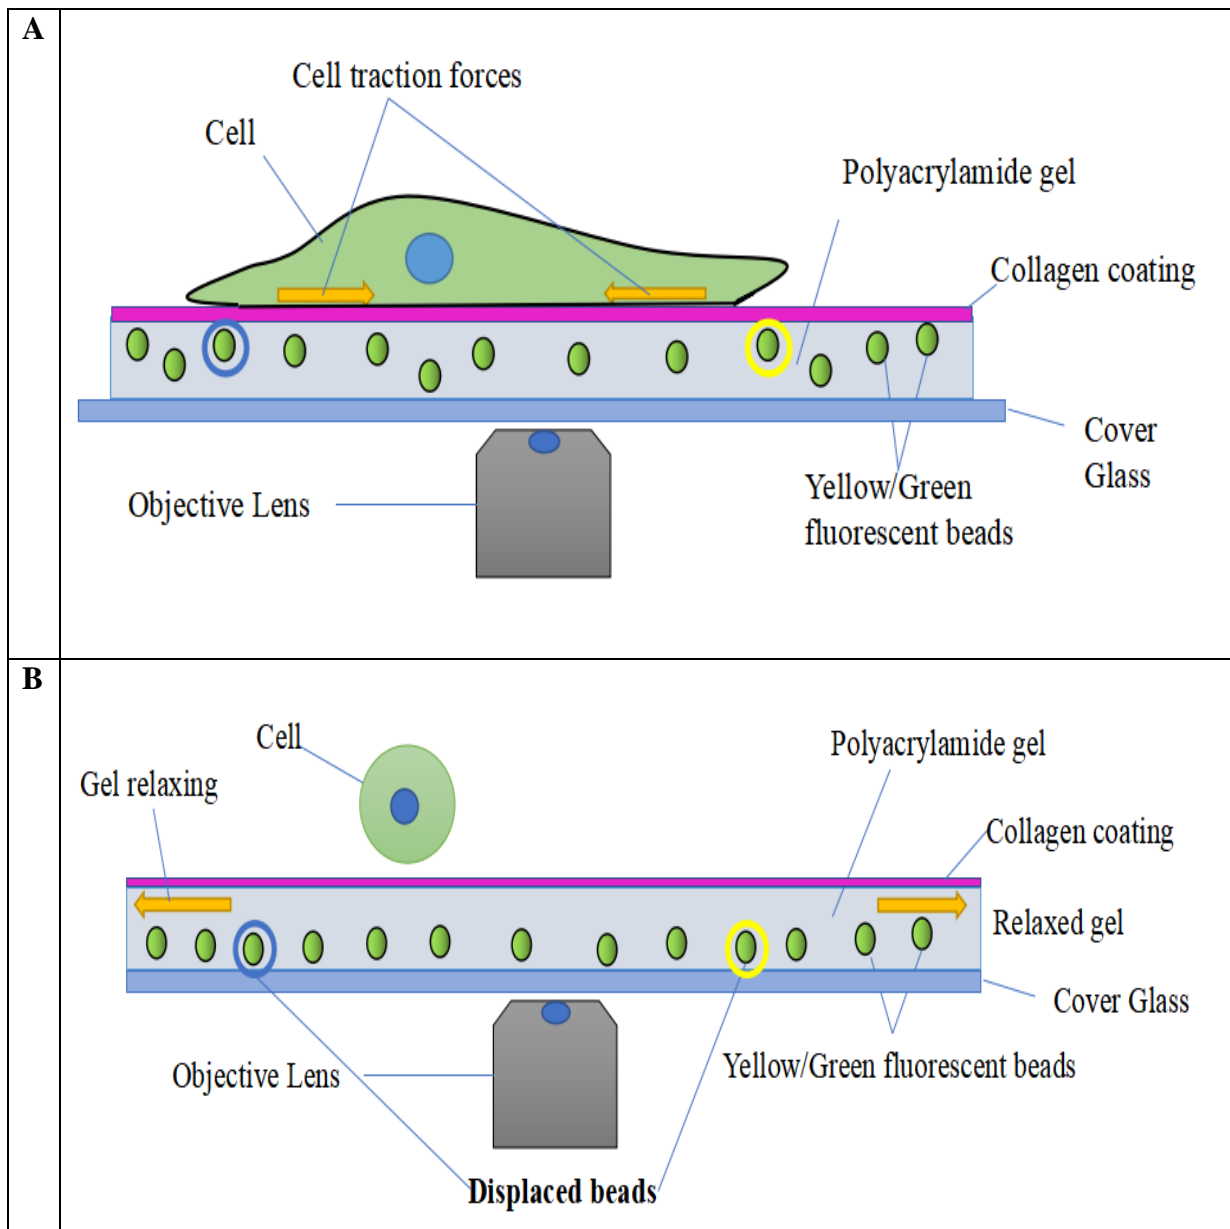 A
Cell traction forces
Cell
Polyacrylamide gel
Collagen coating
Cover
Glass
Yellow/Green
fluorescent beads
Objective Lens
B
Cell
Polyacrylamide gel
Gel relaxing
Collagen coating
Relaxed gel
Cover Glass
Yellow/Green fluorescent beads
Objective Lens
Displaced beads